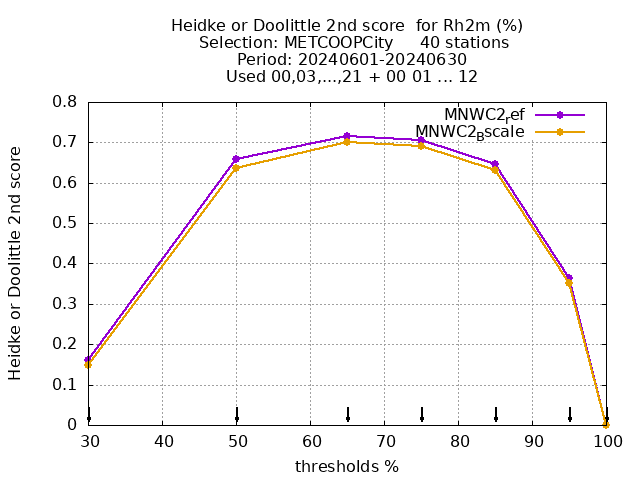 Heidke or Doolittle 2nd score  for Rh2m (%)
Selection: METCOOPCity     40 stations
Period: 20240601-20240630
Used 00,03,...,21 + 00 01 ... 12
MNWC2ref
MNWC2Bscale
Heidke or Doolittle 2nd score
0.8
0.7
0.6
0.5
0.4
0.3
0.2
0.1
0
30 40 50 60 70 80 90 100
thresholds %